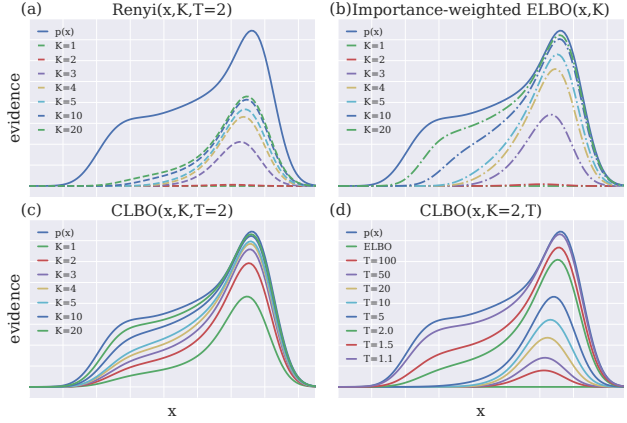 (a) Renyi(x,K,T=2)
p(x)
K=1
K=2
K=3
K=4
K=5
K=10
K=20
evidence
(b) Importance-weighted ELBO(x,K)
p(x)
K=1
K=2
K=3
K=4
K=5
K=10
K=20
(c) CLBO(x,K,T=2)
p(x)
K=1
K=2
K=3
K=4
K=5
K=10
K=20
evidence
x
(d) CLBO(x,K=2,T)
p(x)
ELBO
T=100
T=50
T=20
T=10
T=5
T=2.0
T=1.5
T=1.1
x